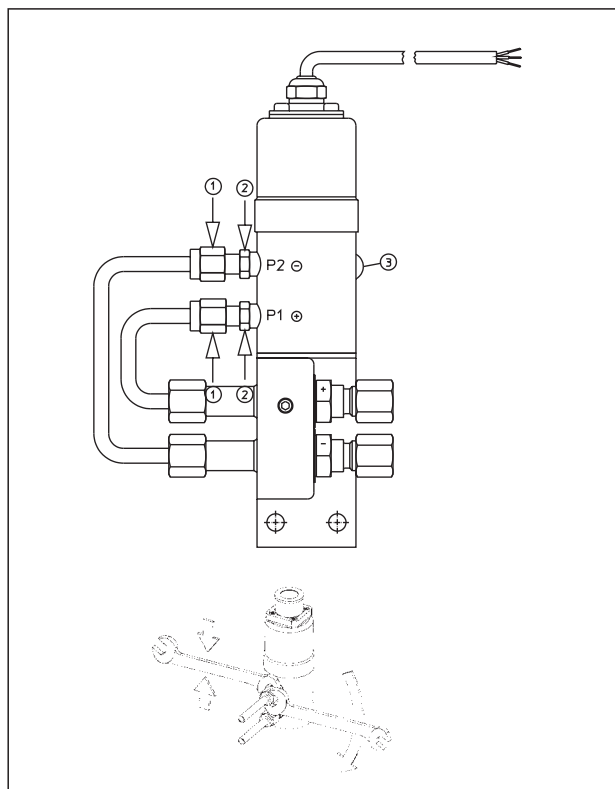 ① ②
P2 ⊖
③
P1 ⊕
① ②
+
-